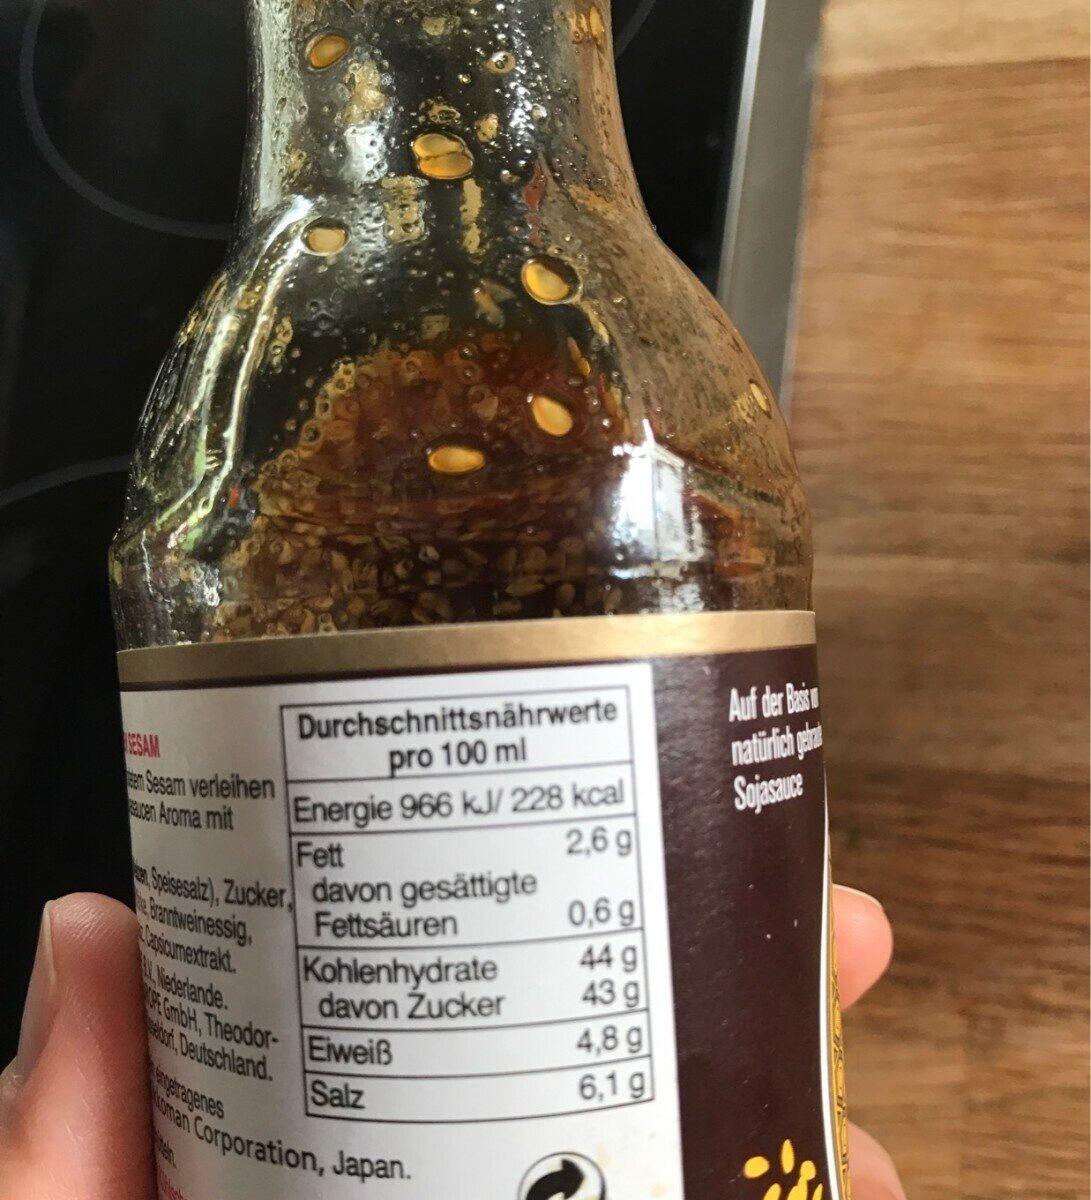 SESAM
Sesam verleihen
Aroma mit
Speisesalz), Zucker,
Branntweinessig,
Capsicumextrakt.
Niederlande.
GmbH, Theodor-
Deutschland.
eingetragenes
Corporation, Japan.
Durchschnittsnährwerte
pro 100 ml
Energie 966 kJ/ 228 kcal
Fett 2,6 g
davon gesättigte
Fettsäuren 0,6 g
Kohlenhydrate 44 g
davon Zucker 43 g
Eiweiß 4,8 g
Salz 6,1 g
Auf der Basis
natürlich
Sojasauce